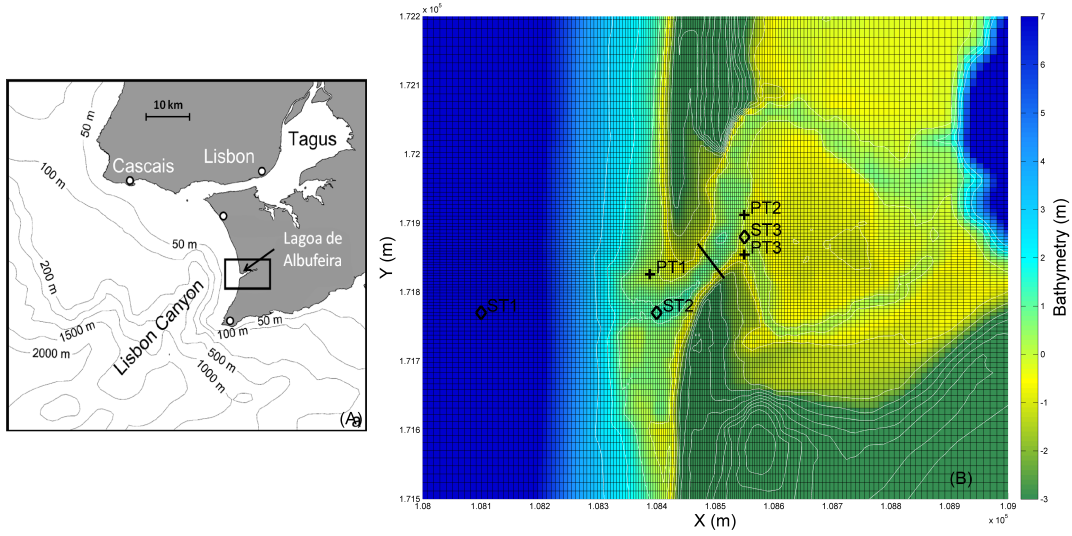 10 km
50 m
Tagus
Lisbon
Cascais
100 m
Lagoa de
Albufeira
50 m
200 m
Lisbon Canyon
1500 m
2000 m
50 m
100 m
500 m
1000 m
(A)
a
x 10⁵
1.722
1.721
1.72
1.719
1.718
1.717
1.716
1.715
Y (m)
PT2
ST3
PT3
PT1
ST1
ST2
(B)
1.08
1.081
1.082
1.083
1.084
1.085
1.086
1.087
1.088
1.089
1.09
X (m)
x 10⁵
7
6
5
4
3
2
1
0
-1
-2
-3
Bathymetry (m)